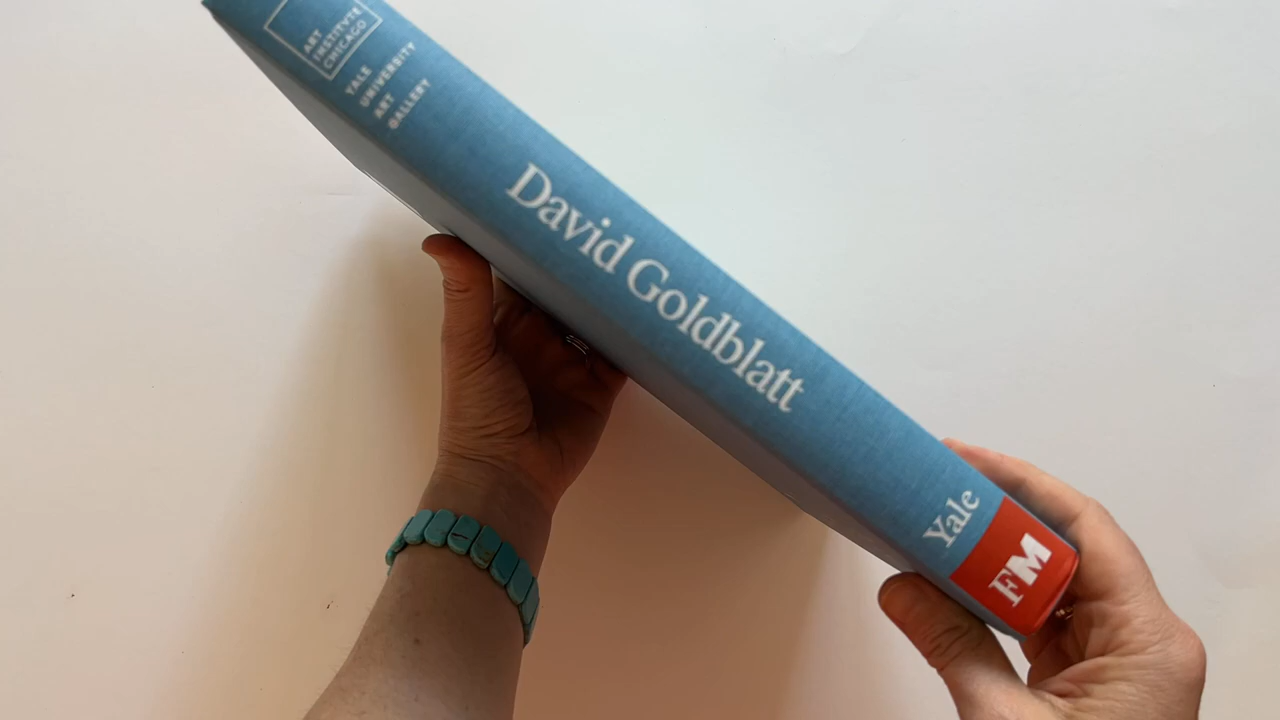 ART
INSTITVTE
CHICAGO
YALE
UNIVERSITY
ART
GALLERY
David Goldblatt
Yale
FM